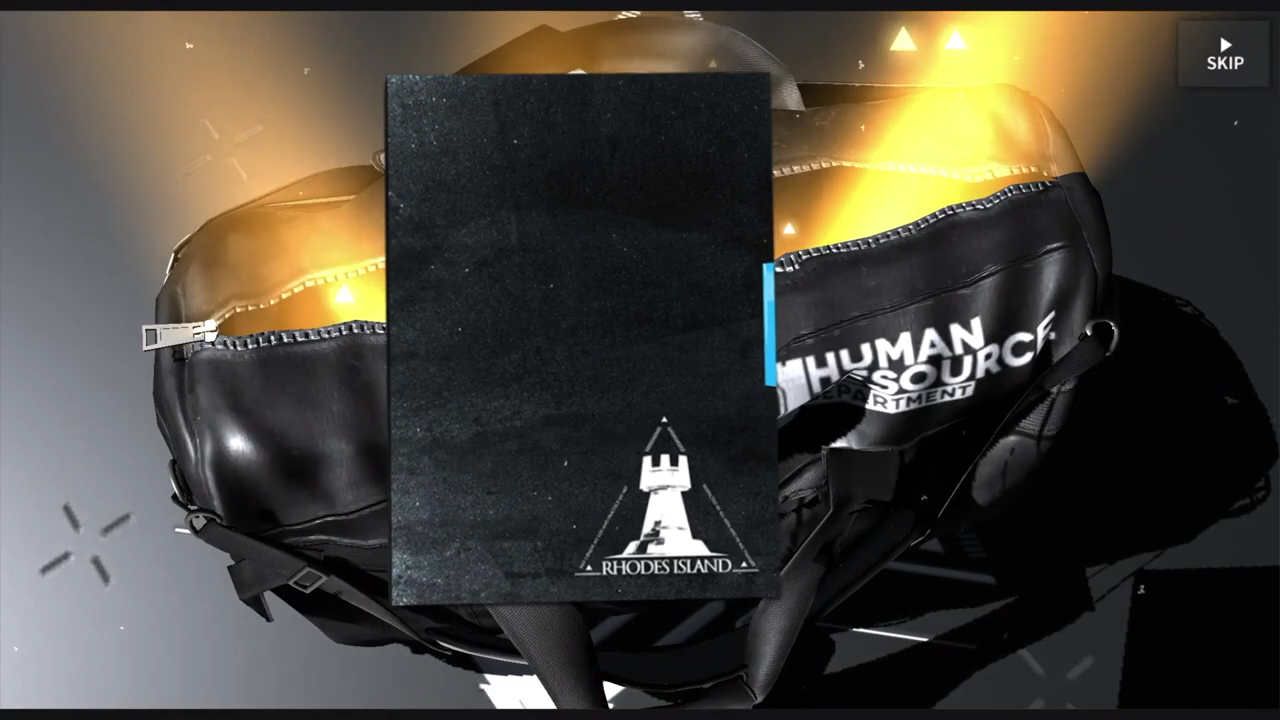 SKIP
HUMAN
RESOURCE
DEPARTMENT
RHODES ISLAND